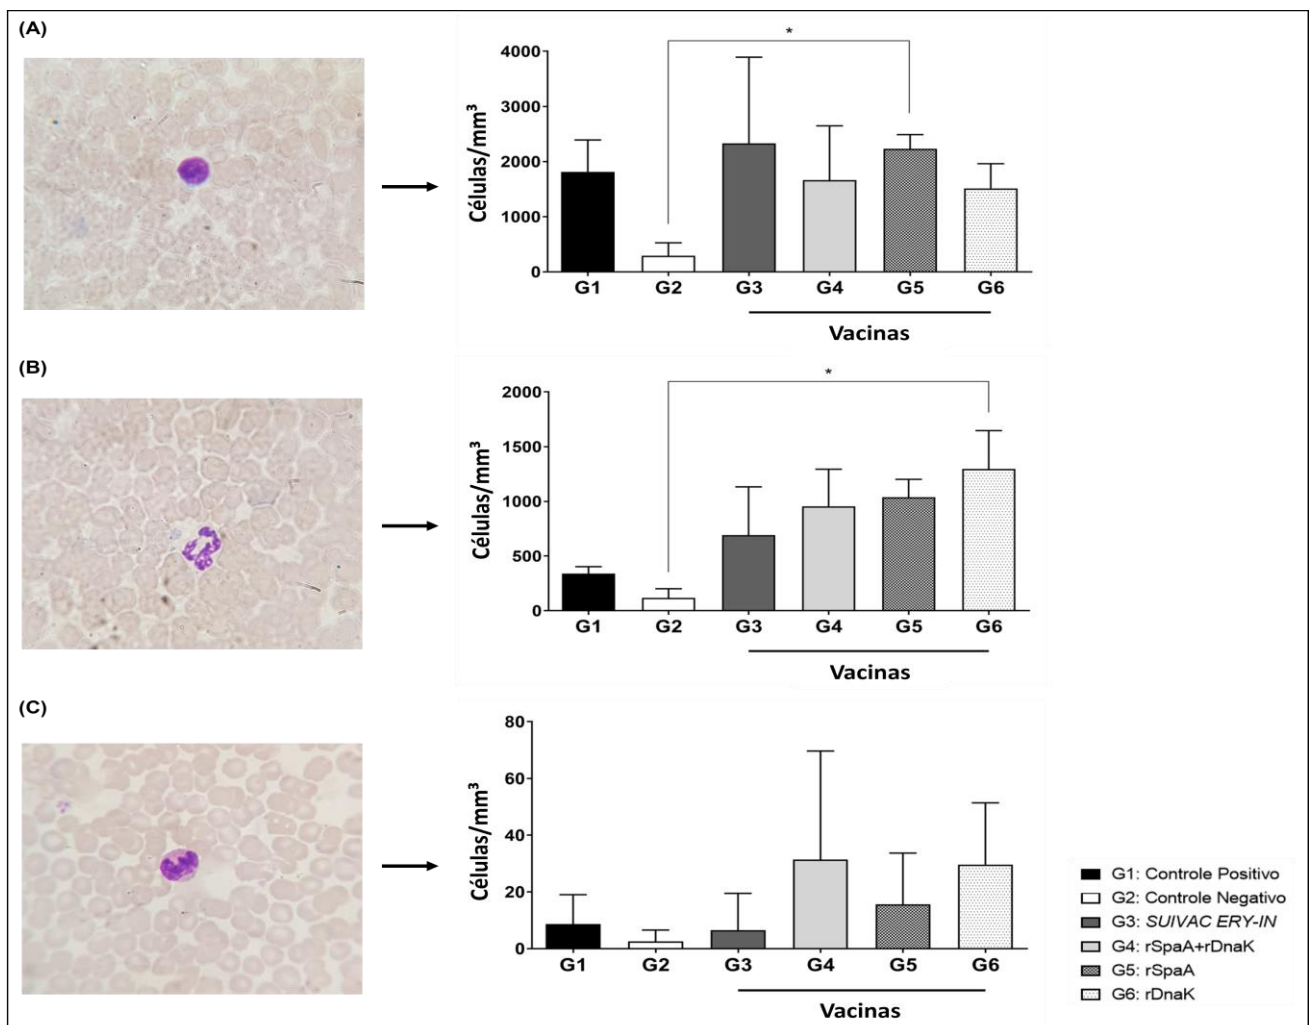 (A)
*
4000
3000
2000
1000
0
Células/mm³
G1 G2 G3 G4 G5 G6
Vacinas
(B)
*
2000
1500
1000
500
0
Células/mm³
G1 G2 G3 G4 G5 G6
Vacinas
(C)
80
60
40
20
0
Células/mm³
G1 G2 G3 G4 G5 G6
Vacinas
G1: Controle Positivo
G2: Controle Negativo
G3: SUIVAC ERY-IN
G4: rSpaA+rDnaK
G5: rSpaA
G6: rDnaK